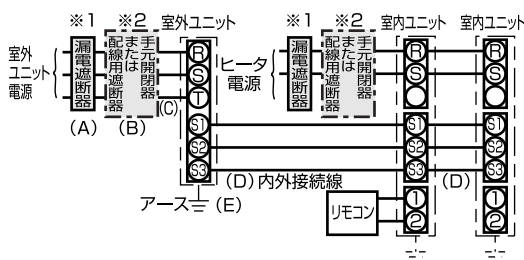 ※1 ※2 室外ユニット ※1 ※2 室内ユニット 室内ユニット
室外
ユニット
電源
漏電遮断器
手元開閉器
または
配線用遮断器
R
S
T
S1
S2
S3
(A) (B) (C)
ヒータ
電源
漏電遮断器
手元開閉器
または
配線用遮断器
R
S
S1
S2
S3
1
2
R
S
S1
S2
S3
1
2
(D) 内外接続線 (D)
アース (E)
リモコン